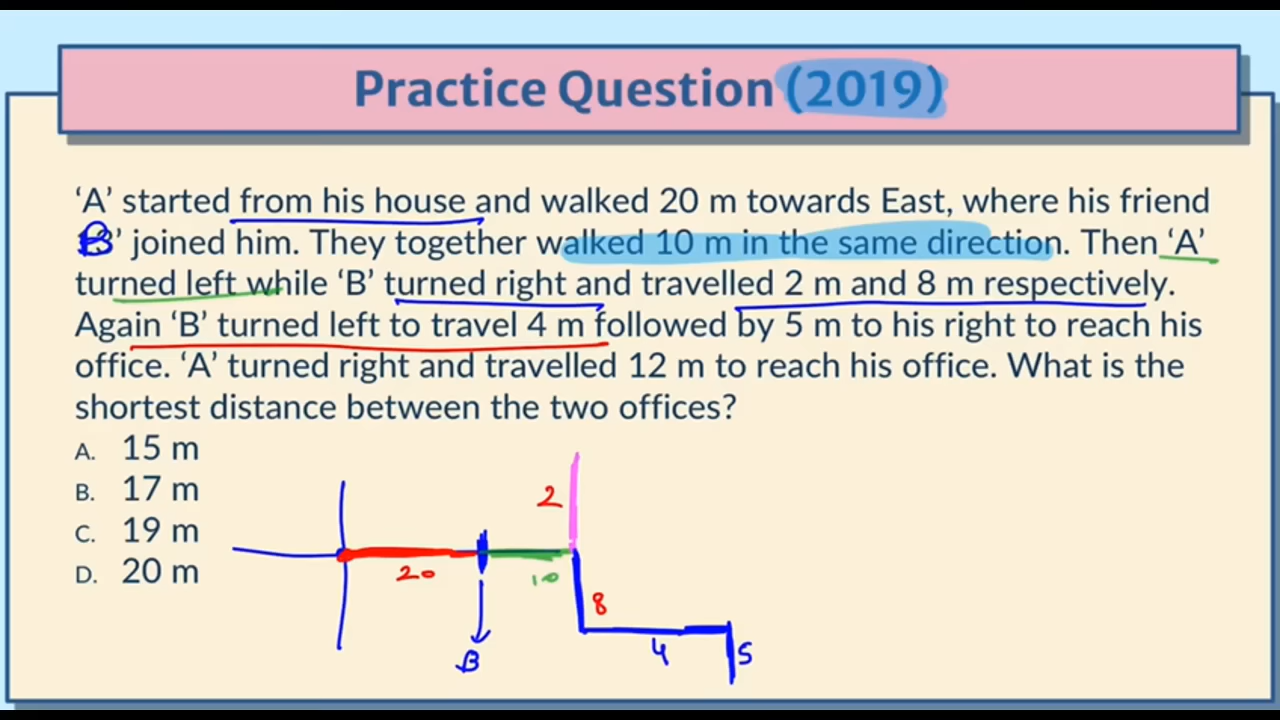 Practice Question (2019)
‘A’ started from his house and walked 20 m towards East, where his friend
B’ joined him. They together walked 10 m in the same direction. Then ‘A’
turned left while ‘B’ turned right and travelled 2 m and 8 m respectively.
Again ‘B’ turned left to travel 4 m followed by 5 m to his right to reach his
office. ‘A’ turned right and travelled 12 m to reach his office. What is the
shortest distance between the two offices?
A. 15 m
B. 17 m
C. 19 m
D. 20 m
2
20
10
8
4
5
B